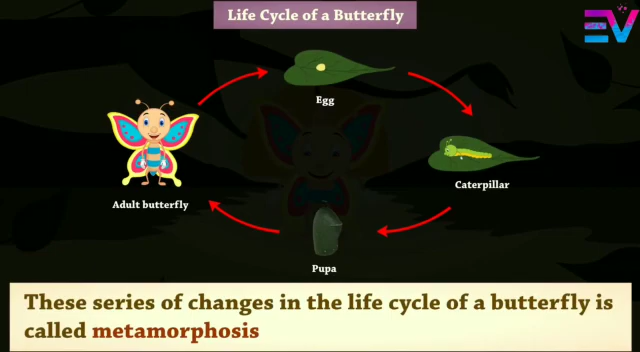 Life Cycle of a Butterfly
EV
Egg
Caterpillar
Adult butterfly
Pupa
These series of changes in the life cycle of a butterfly is
called metamorphosis